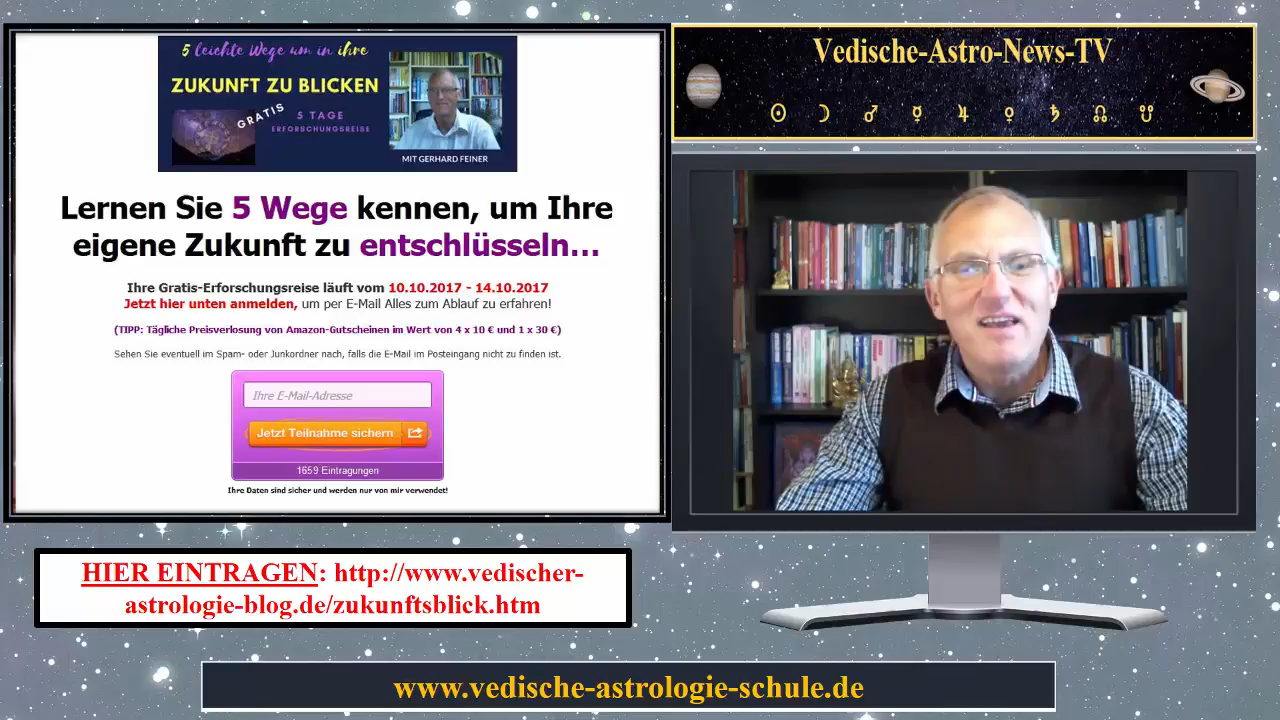 5 leichte Wege um in ihre
ZUKUNFT ZU BLICKEN
GRATIS
5 TAGE
ERFORSCHUNGSREISE
MIT GERHARD FEINER
Lernen Sie 5 Wege kennen, um Ihre
eigene Zukunft zu entschlüsseln...
Ihre Gratis-Erforschungsreise läuft vom 10.10.2017 - 14.10.2017
Jetzt hier unten anmelden, um per E-Mail Alles zum Ablauf zu erfahren!
(TIPP: Tägliche Preisverlosung von Amazon-Gutscheinen im Wert von 4 x 10 € und 1 x 30 €)
Sehen Sie eventuell im Spam- oder Junkordner nach, falls die E-Mail im Posteingang nicht zu finden ist.
Ihre E-Mail-Adresse
Jetzt Teilnahme sichern
1659 Eintragungen
Ihre Daten sind sicher und werden nur von mir verwendet!
HIER EINTRAGEN: http://www.vedischer-
astrologie-blog.de/zukunftsblick.htm
Vedische-Astro-News-TV
☉ ☽ ♂ ☿ ♃ ♀ ♄ ☊ ☋
www.vedische-astrologie-schule.de